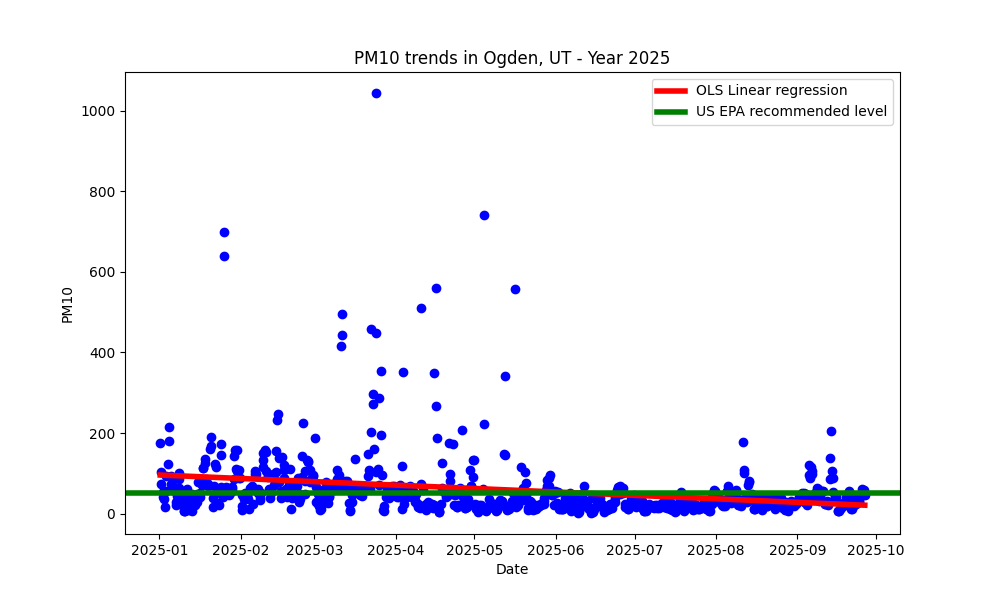 PM10 trends in Ogden, UT - Year 2025
OLS Linear regression
US EPA recommended level
1000
800
600
400
200
0
PM10
2025-01 2025-02 2025-03 2025-04 2025-05 2025-06 2025-07 2025-08 2025-09 2025-10
Date